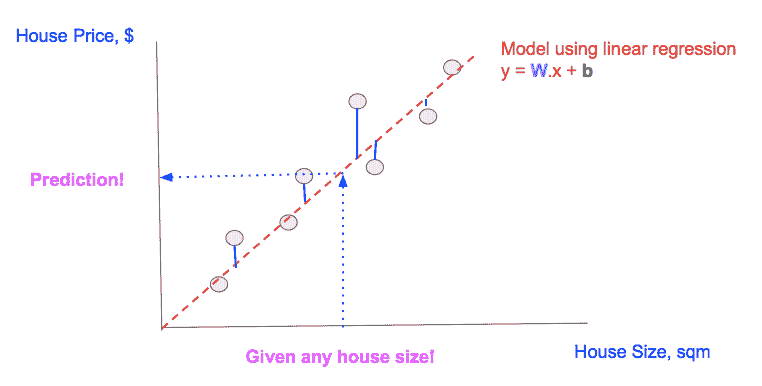 House Price, $
Model using linear regression
y = W.x + b
Prediction!
Given any house size!
House Size, sqm